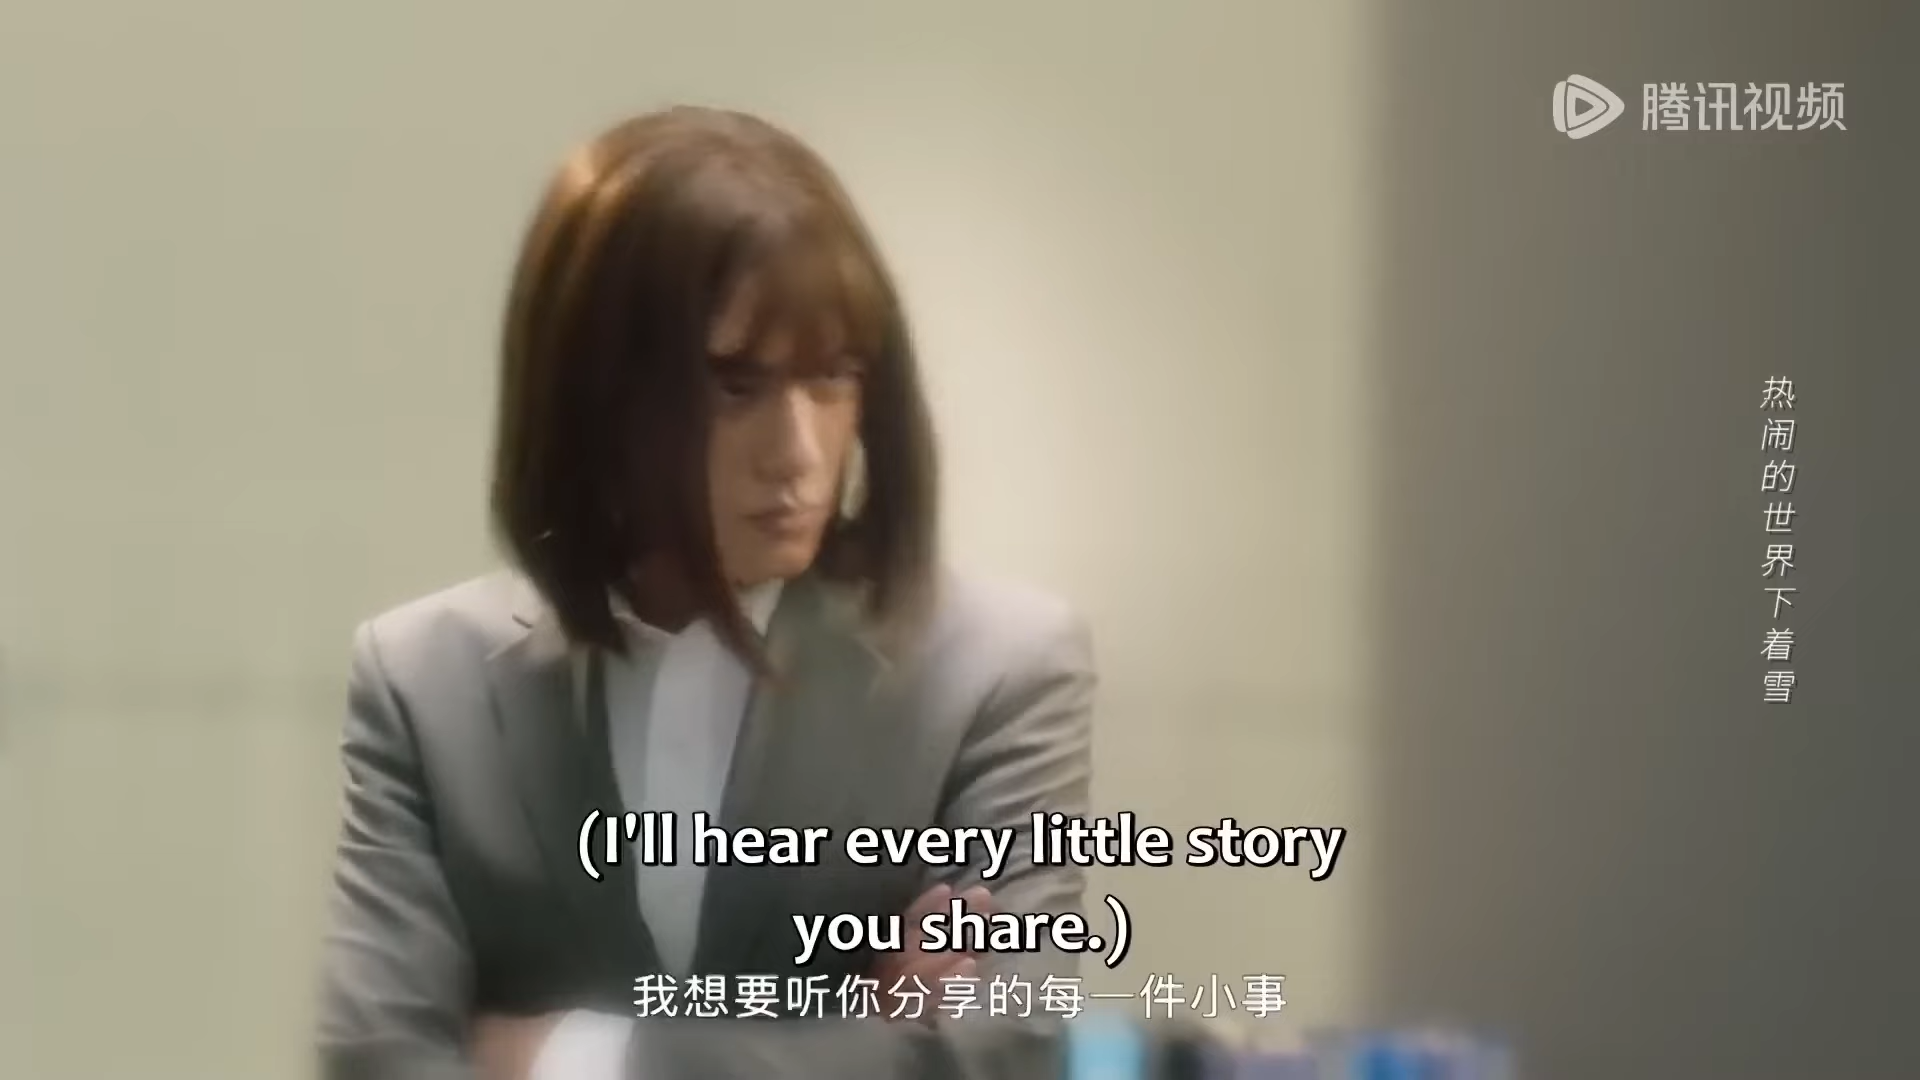 腾讯视频
热闹的世界下着雪
(I'll hear every little story
you share.)
我想要听你分享的每一件小事